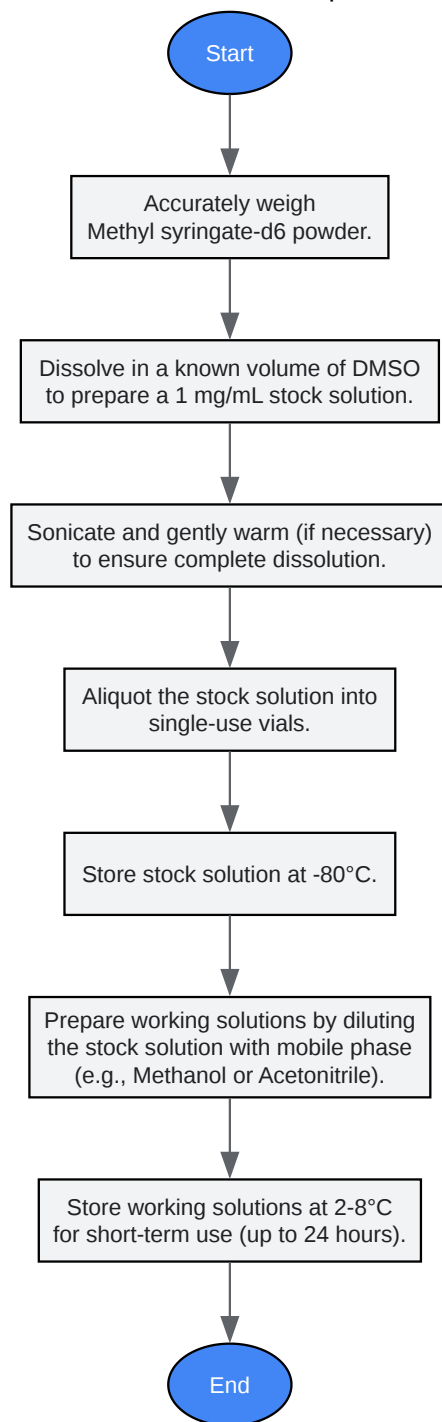 Start
Accurately weigh
Methyl syringate-d6 powder.
Dissolve in a known volume of DMSO
to prepare a 1 mg/mL stock solution.
Sonicate and gently warm (if necessary)
to ensure complete dissolution.
Aliquot the stock solution into
single-use vials.
Store stock solution at -80°C.
Prepare working solutions by diluting
the stock solution with mobile phase
(e.g., Methanol or Acetonitrile).
Store working solutions at 2-8°C
for short-term use (up to 24 hours).
End